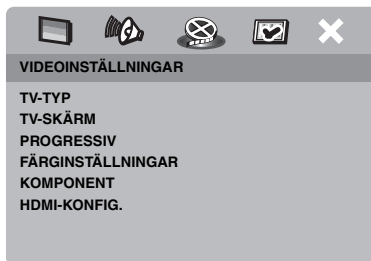 VIDEOINSTÄLLNINGAR
TV-TYP
TV-SKÄRM
PROGRESSIV
FÄRGINSTÄLLNINGAR
KOMPONENT
HDMI-KONFIG.